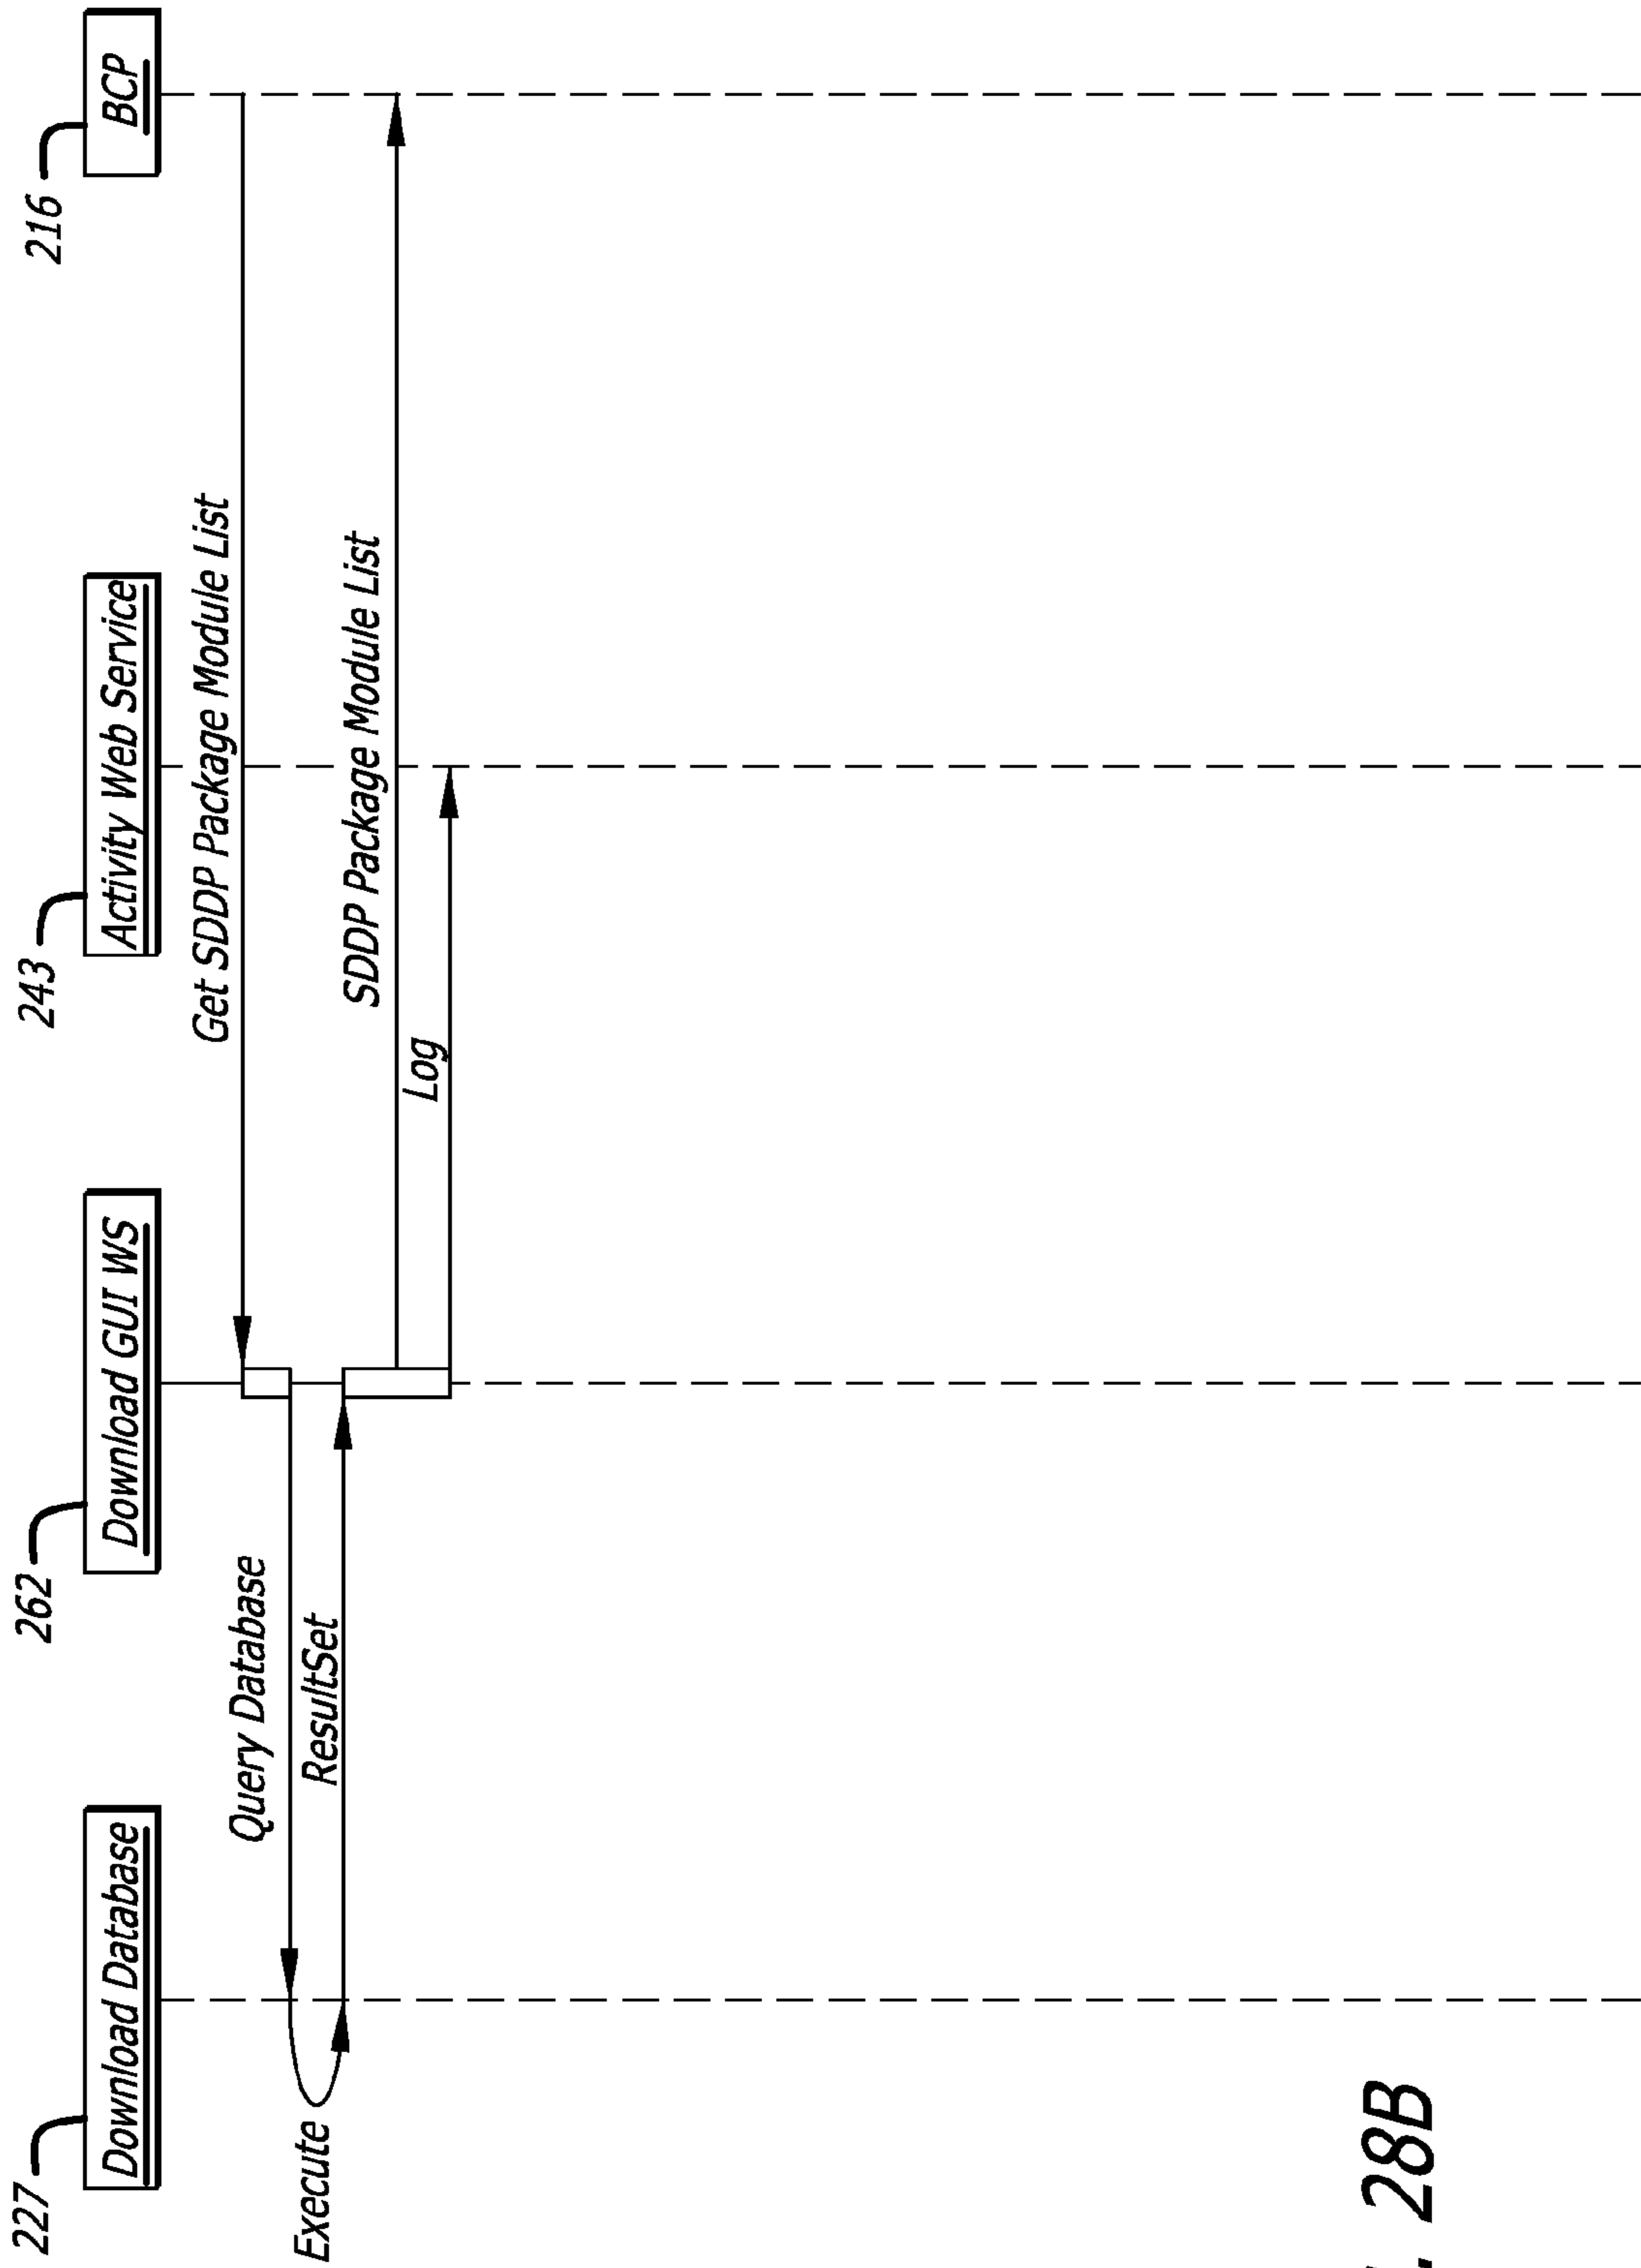 227
262
243
216
Download Database
Download GUI WS
Activity Web Service
BCP
Get SDDP Package Module List
Query Database
Execute
ResultSet
SDDP Package Module List
Log
28B